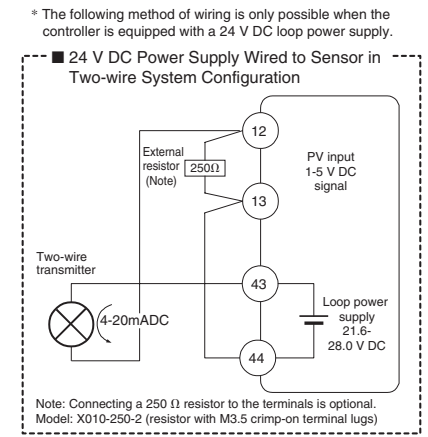 * The following method of wiring is only possible when the
controller is equipped with a 24 V DC loop power supply.
■ 24 V DC Power Supply Wired to Sensor in
Two-wire System Configuration
12
External
resistor
(Note)
250Ω
PV input
1-5 V DC
signal
13
Two-wire
transmitter
43
4-20mADC
Loop power
supply
21.6-
28.0 V DC
44
Note: Connecting a 250 Ω resistor to the terminals is optional.
Model: X010-250-2 (resistor with M3.5 crimp-on terminal lugs)